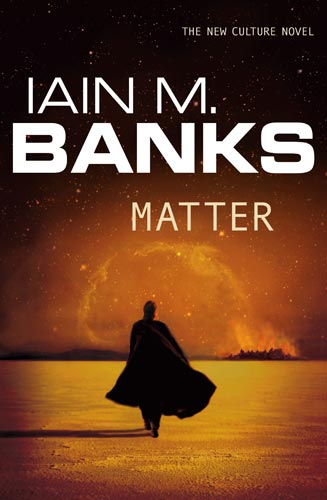 THE NEW CULTURE NOVEL
IAIN M.
BANKS
MATTER